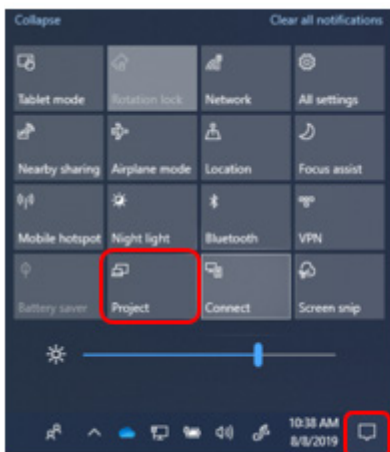 Collapse Clear all notifications
Tablet mode Rotation lock Network All settings
Nearby sharing Airplane mode Location Focus assist
Mobile hotspot Night light Bluetooth VPN
Battery saver Project Connect Screen snip
10:38 AM
8/8/2019